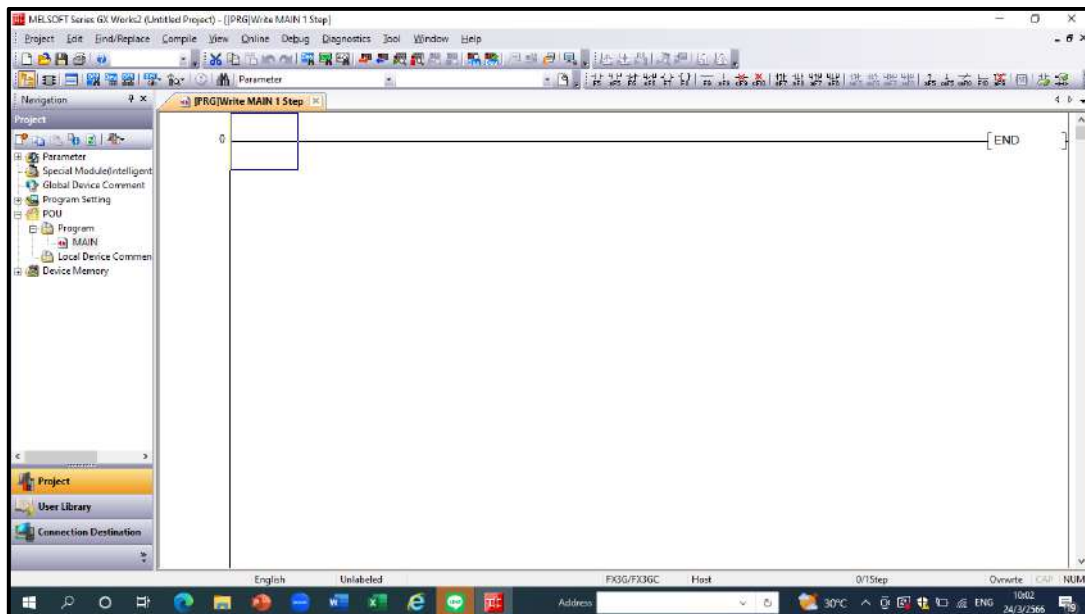 MELSOFT Series GX Works2 (Untitled Project) - [[PRG]Write MAIN 1 Step]
Project Edit Find/Replace Compile View Online Debug Diagnostics Tool Window Help
Parameter
Navigation
[PRG]Write MAIN 1 Step
Project
0
END
Parameter
Special Module(Intelligent
Global Device Comment
Program Setting
POU
Program
MAIN
Local Device Commen
Device Memory
Project
User Library
Connection Destination
English Unlabeled FX3G/FX3GC Host 0/1Step Ovrwrte CAP NUM
Address 30°C ENG 10:02
24/3/2566